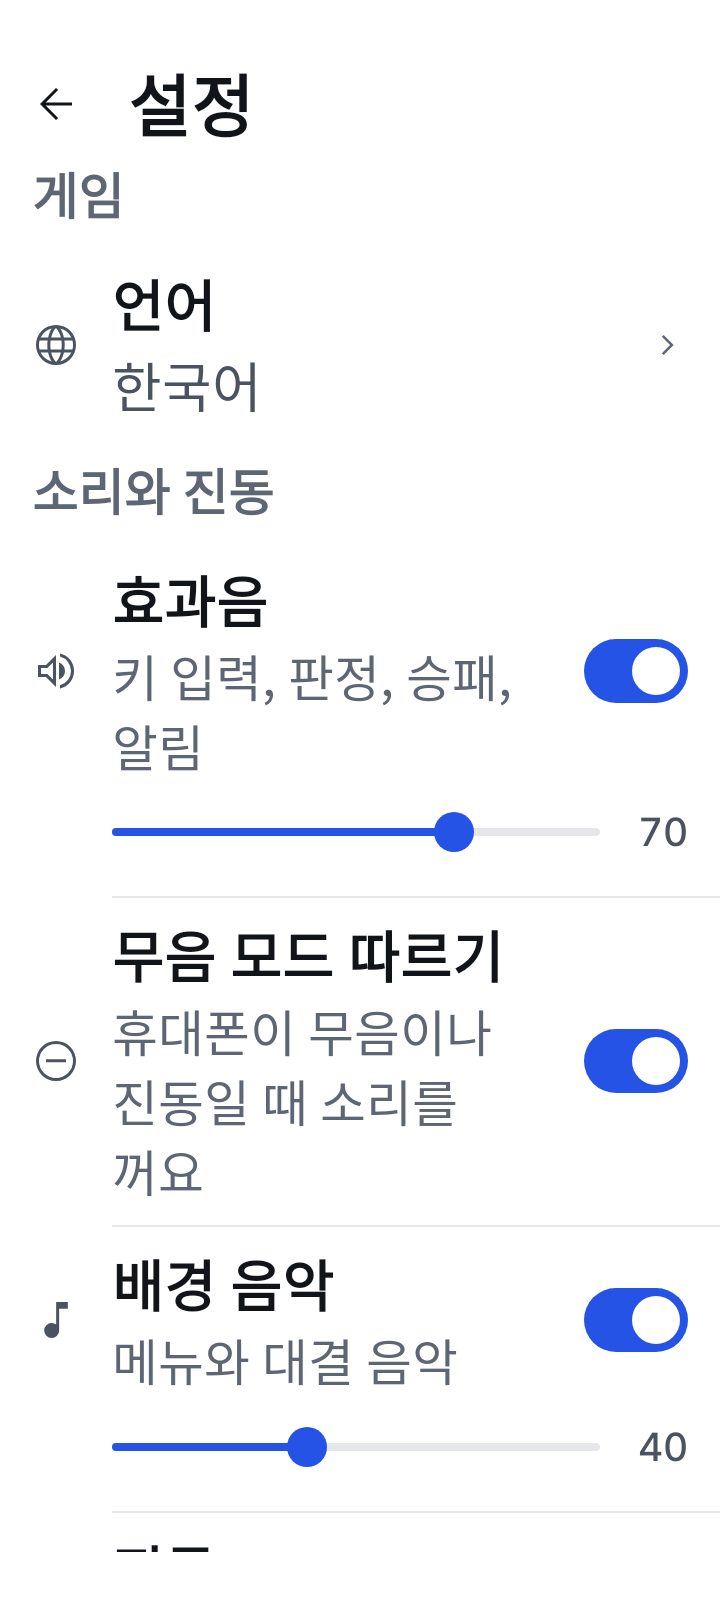 설정
게임
언어
한국어
소리와 진동
효과음
키 입력, 판정, 승패,
알림
70
무음 모드 따르기
휴대폰이 무음이나
진동일 때 소리를
꺼요
배경 음악
메뉴와 대결 음악
40